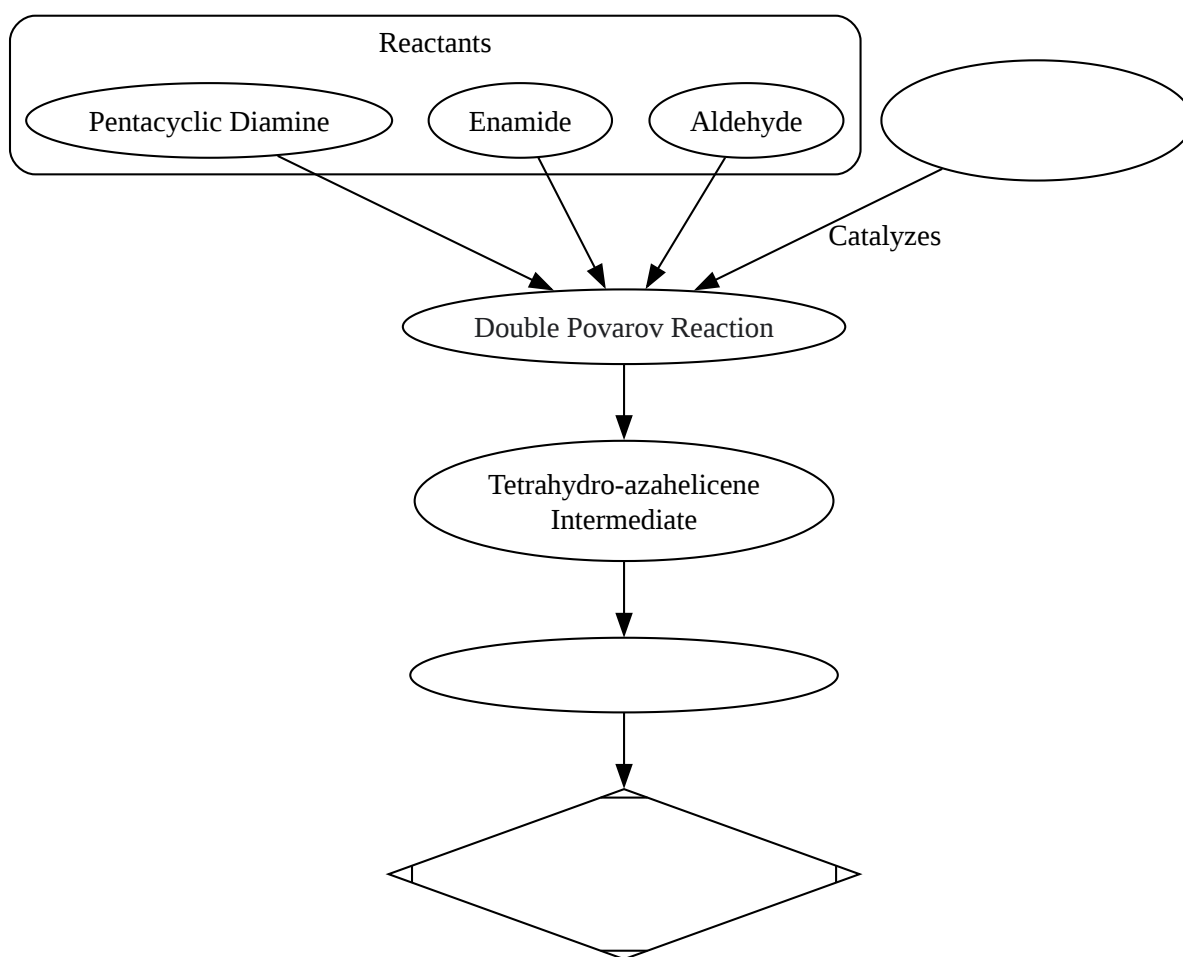 Reactants
Pentacyclic Diamine
Enamide
Aldehyde
Catalyzes
Double Povarov Reaction
Tetrahydro-azahelicene
Intermediate